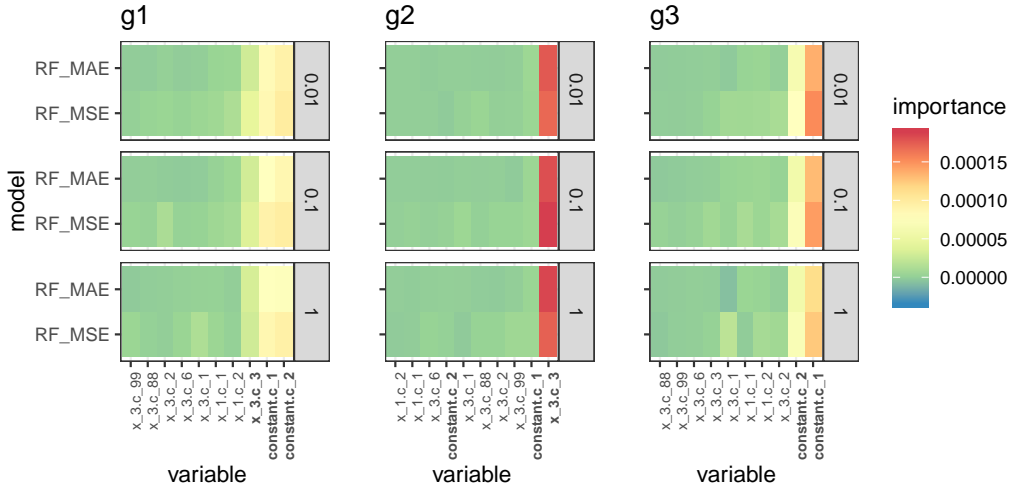 g1
g2
g3
RF_MAE
RF_MSE
0.01
0.01
0.01
RF_MAE
RF_MSE
0.1
0.1
0.1
RF_MAE
RF_MSE
1
1
1
model
x_3.c_99
x_3.c_88
x_3.c_2
x_3.c_6
x_3.c_1
x_1.c_1
x_1.c_2
x_3.c_3
constant.c_1
constant.c_2
x_1.c_2
x_1.c_1
x_3.c_6
constant.c_2
x_3.c_1
x_3.c_88
x_3.c_2
x_3.c_99
constant.c_1
x_3.c_3
x_3.c_88
x_3.c_99
x_3.c_6
x_3.c_3
x_3.c_1
x_1.c_1
x_1.c_2
x_3.c_2
constant.c_2
constant.c_1
variable
variable
variable
importance
0.00015
0.00010
0.00005
0.00000